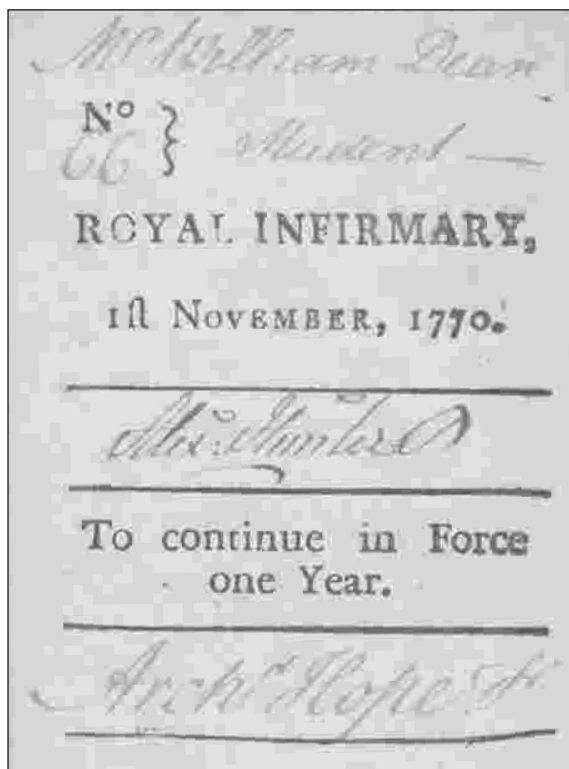 Mr William Dean
No } Student
66
ROYAL INFIRMARY,
1ſt NOVEMBER, 1770.
Alexr. Hunter
To continue in Force
one Year.
Archd. Hope